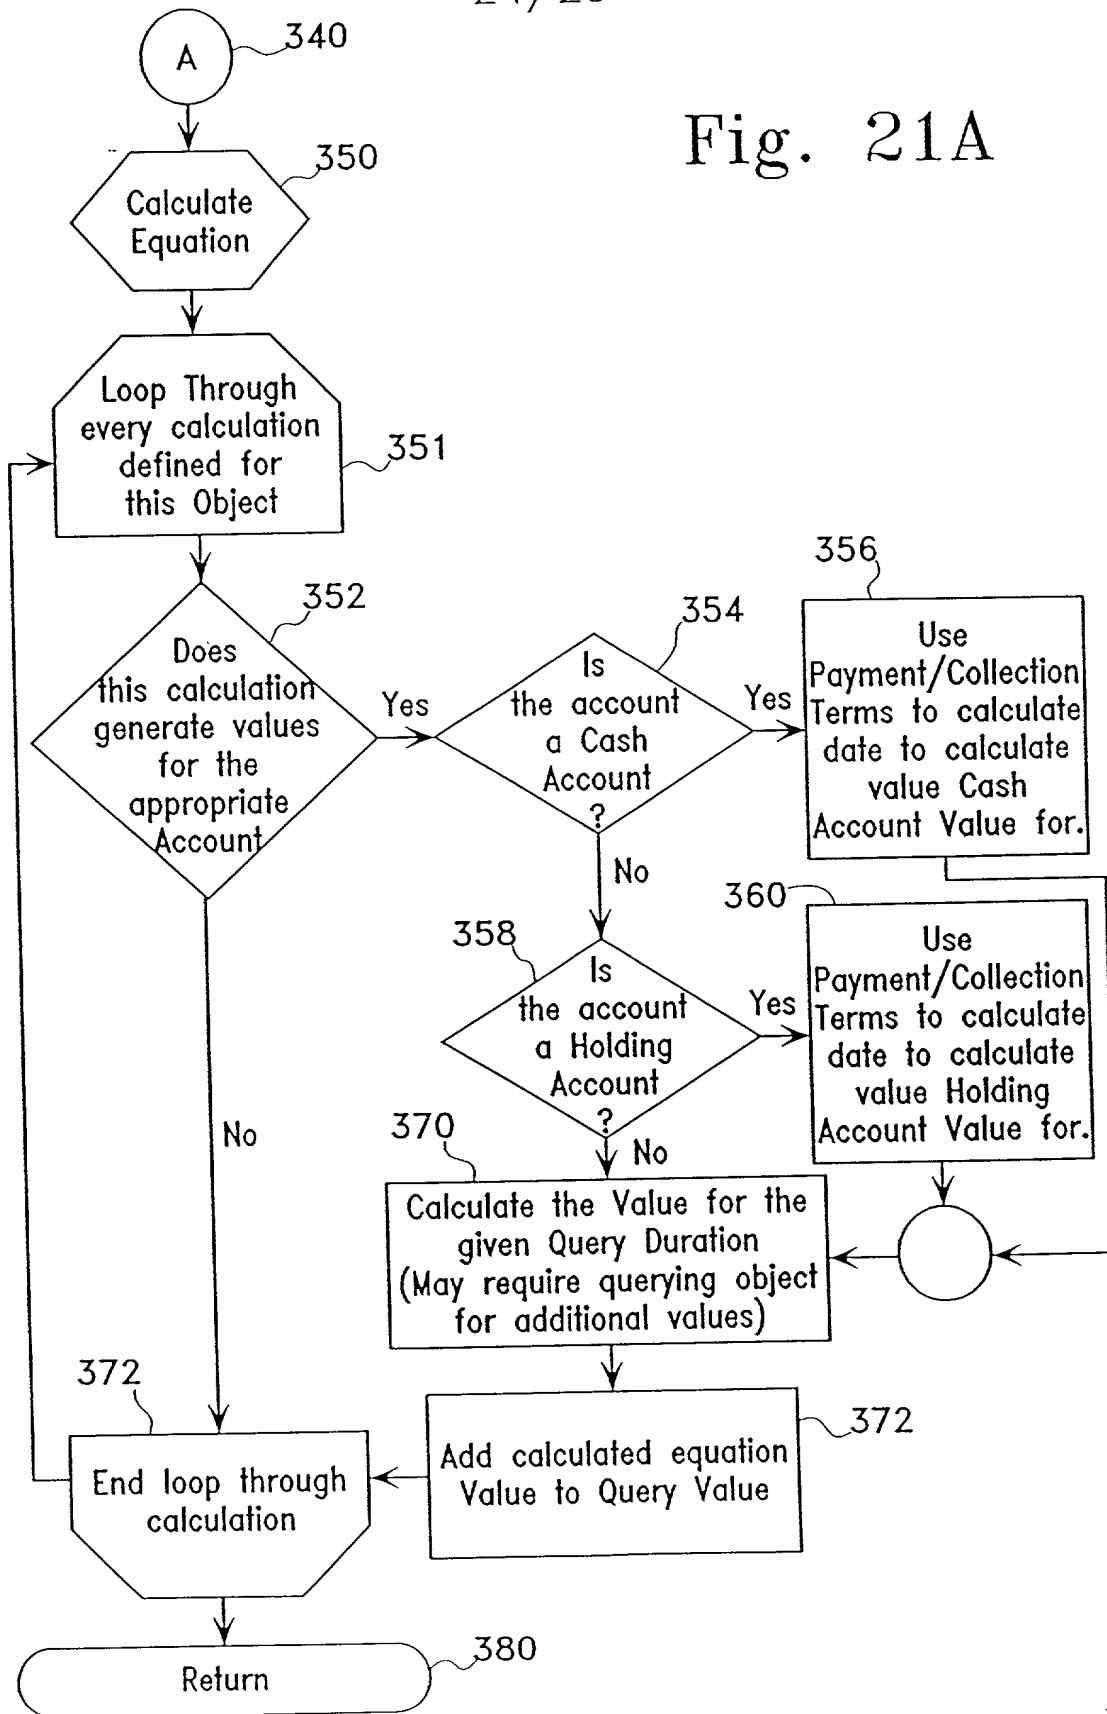 A
340
Fig. 21A
350
Calculate
Equation
Loop Through
every calculation
defined for
this Object
351
352
Does
this calculation
generate values
for the
appropriate
Account
Yes
No
354
Is
the account
a Cash
Account
?
Yes
No
356
Use
Payment/Collection
Terms to calculate
date to calculate
value Cash
Account Value for.
358
Is
the account
a Holding
Account
?
Yes
No
360
Use
Payment/Collection
Terms to calculate
date to calculate
value Holding
Account Value for.
370
Calculate the Value for the
given Query Duration
(May require querying object
for additional values)
372
Add calculated equation
Value to Query Value
372
End loop through
calculation
Return
380